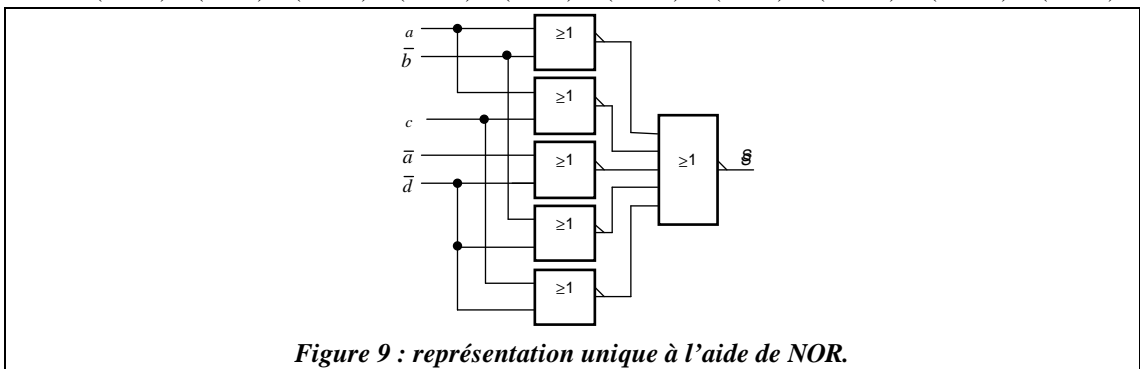 a
≥1
b̅
≥1
c
a̅
≥1
≥1
S
d̅
≥1
≥1
Figure 9 : représentation unique à l’aide de NOR.